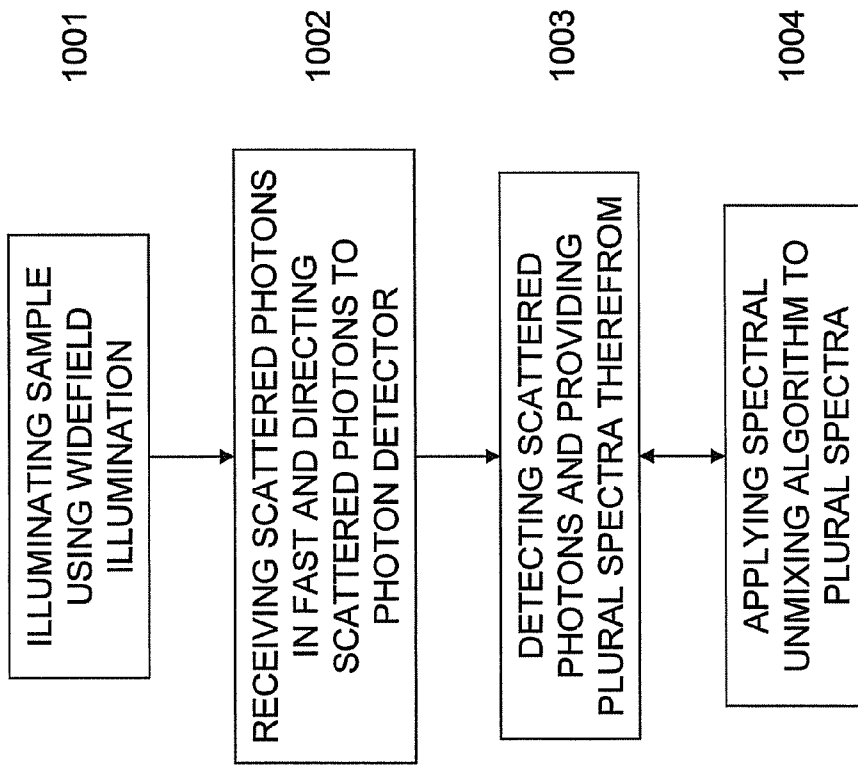 ILLUMINATING SAMPLE
USING WIDEFIELD
ILLUMINATION
1001
RECEIVING SCATTERED PHOTONS
IN FAST AND DIRECTING
SCATTERED PHOTONS TO
PHOTON DETECTOR
1002
DETECTING SCATTERED
PHOTONS AND PROVIDING
PLURAL SPECTRA THEREFROM
1003
APPLYING SPECTRAL
UNMIXING ALGORITHM TO
PLURAL SPECTRA
1004